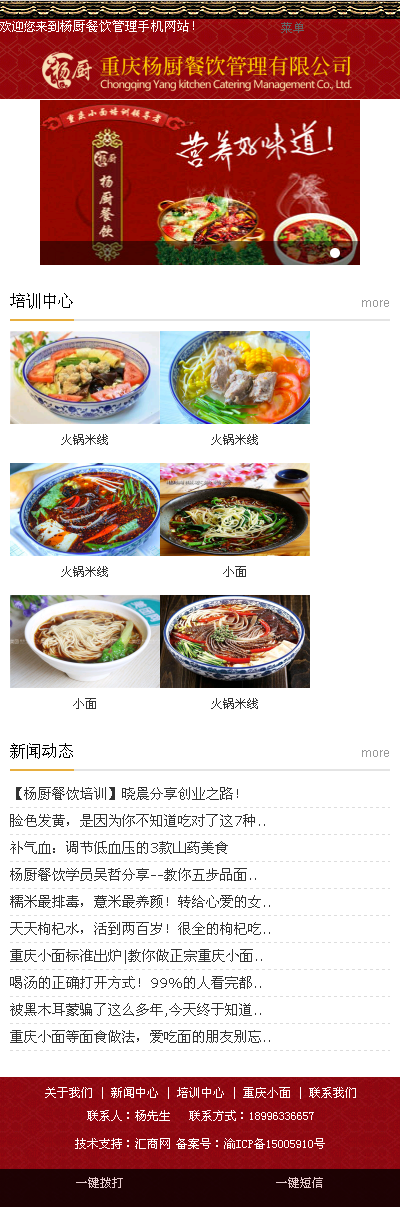 欢迎您来到杨厨餐饮管理手机网站！
菜单
杨厨 重庆杨厨餐饮管理有限公司
Chongqing Yang kitchen Catering Management Co., Ltd.
重庆小面培训领导者
营养好味道！
杨厨
杨厨餐饮
培训中心 more
火锅米线 火锅米线
火锅米线 小面
小面 火锅米线
新闻动态 more
【杨厨餐饮培训】晓晨分享创业之路！
脸色发黄，是因为你不知道吃对了这7种..
补气血：调节低血压的3款山药美食
杨厨餐饮学员吴哲分享--教你五步品面..
糯米最排毒，薏米最养颜！转给心爱的女..
天天枸杞水，活到两百岁！很全的枸杞吃..
重庆小面标准出炉|教你做正宗重庆小面..
喝汤的正确打开方式！99%的人看完都..
被黑木耳蒙骗了这么多年,今天终于知道..
重庆小面等面食做法，爱吃面的朋友别忘..
关于我们 | 新闻中心 | 培训中心 | 重庆小面 | 联系我们
联系人：杨先生 联系方式：18996336657
技术支持：汇商网 备案号：渝ICP备15005910号
一键拨打 一键短信